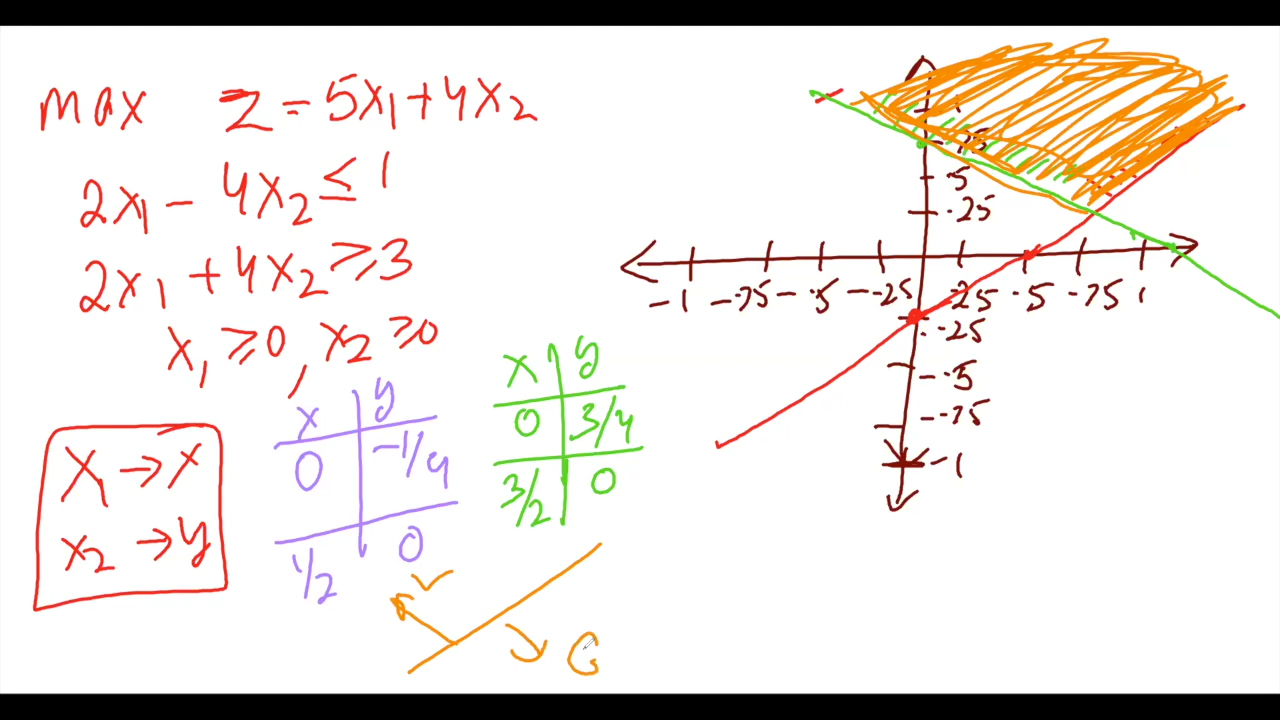 max z = 5x₁ + 4x₂
2x₁ - 4x₂ ≤ 1
2x₁ + 4x₂ ≥ 3
x₁ ≥ 0, x₂ ≥ 0
x₁ → x
x₂ → y
x y
0 -1/4
1/2 0
x y
0 3/4
3/2 0
1
.75
.5
.25
-1 -.75 -.5 -.25 .25 .5 .75 1
-.25
-.5
-.75
-1